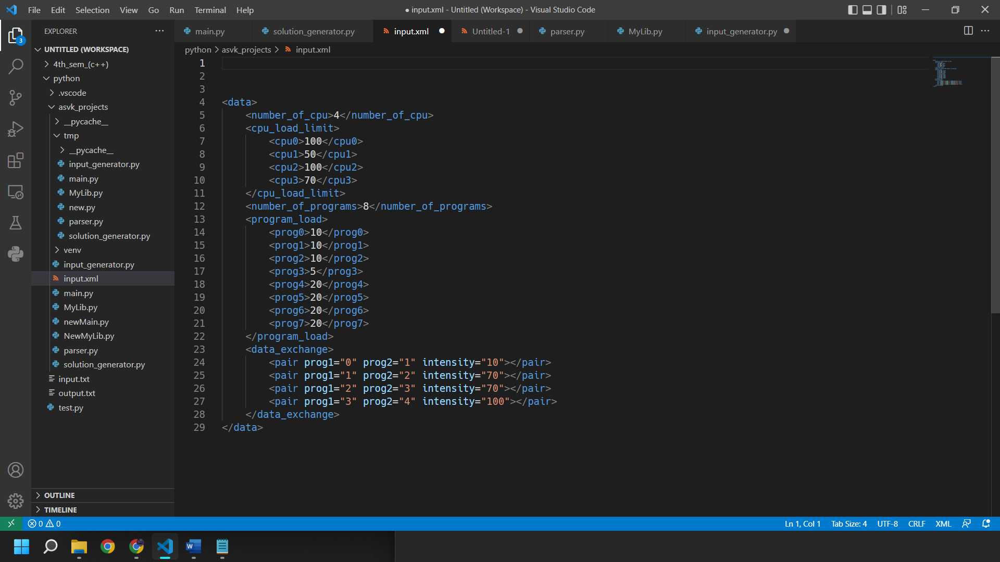 File Edit Selection View Go Run Terminal Help
● input.xml - Untitled (Workspace) - Visual Studio Code
EXPLORER
main.py
solution_generator.py
input.xml
Untitled-1
parser.py
MyLib.py
input_generator.py
3
UNTITLED (WORKSPACE)
4th_sem_(c++)
python
.vscode
asvk_projects
__pycache__
tmp
__pycache__
input_generator.py
main.py
MyLib.py
new.py
parser.py
solution_generator.py
venv
input_generator.py
input.xml
main.py
MyLib.py
newMain.py
NewMyLib.py
parser.py
solution_generator.py
input.txt
output.txt
test.py
OUTLINE
TIMELINE
python > asvk_projects > input.xml
1
2
3
4 <data>
5 <number_of_cpu>4</number_of_cpu>
6 <cpu_load_limit>
7 <cpu0>100</cpu0>
8 <cpu1>50</cpu1>
9 <cpu2>100</cpu2>
10 <cpu3>70</cpu3>
11 </cpu_load_limit>
12 <number_of_programs>8</number_of_programs>
13 <program_load>
14 <prog0>10</prog0>
15 <prog1>10</prog1>
16 <prog2>10</prog2>
17 <prog3>5</prog3>
18 <prog4>20</prog4>
19 <prog5>20</prog5>
20 <prog6>20</prog6>
21 <prog7>20</prog7>
22 </program_load>
23 <data_exchange>
24 <pair prog1="0" prog2="1" intensity="10"></pair>
25 <pair prog1="1" prog2="2" intensity="70"></pair>
26 <pair prog1="2" prog2="3" intensity="70"></pair>
27 <pair prog1="3" prog2="4" intensity="100"></pair>
28 </data_exchange>
29 </data>
0 0
Ln 1, Col 1 Tab Size: 4 UTF-8 CRLF XML
W